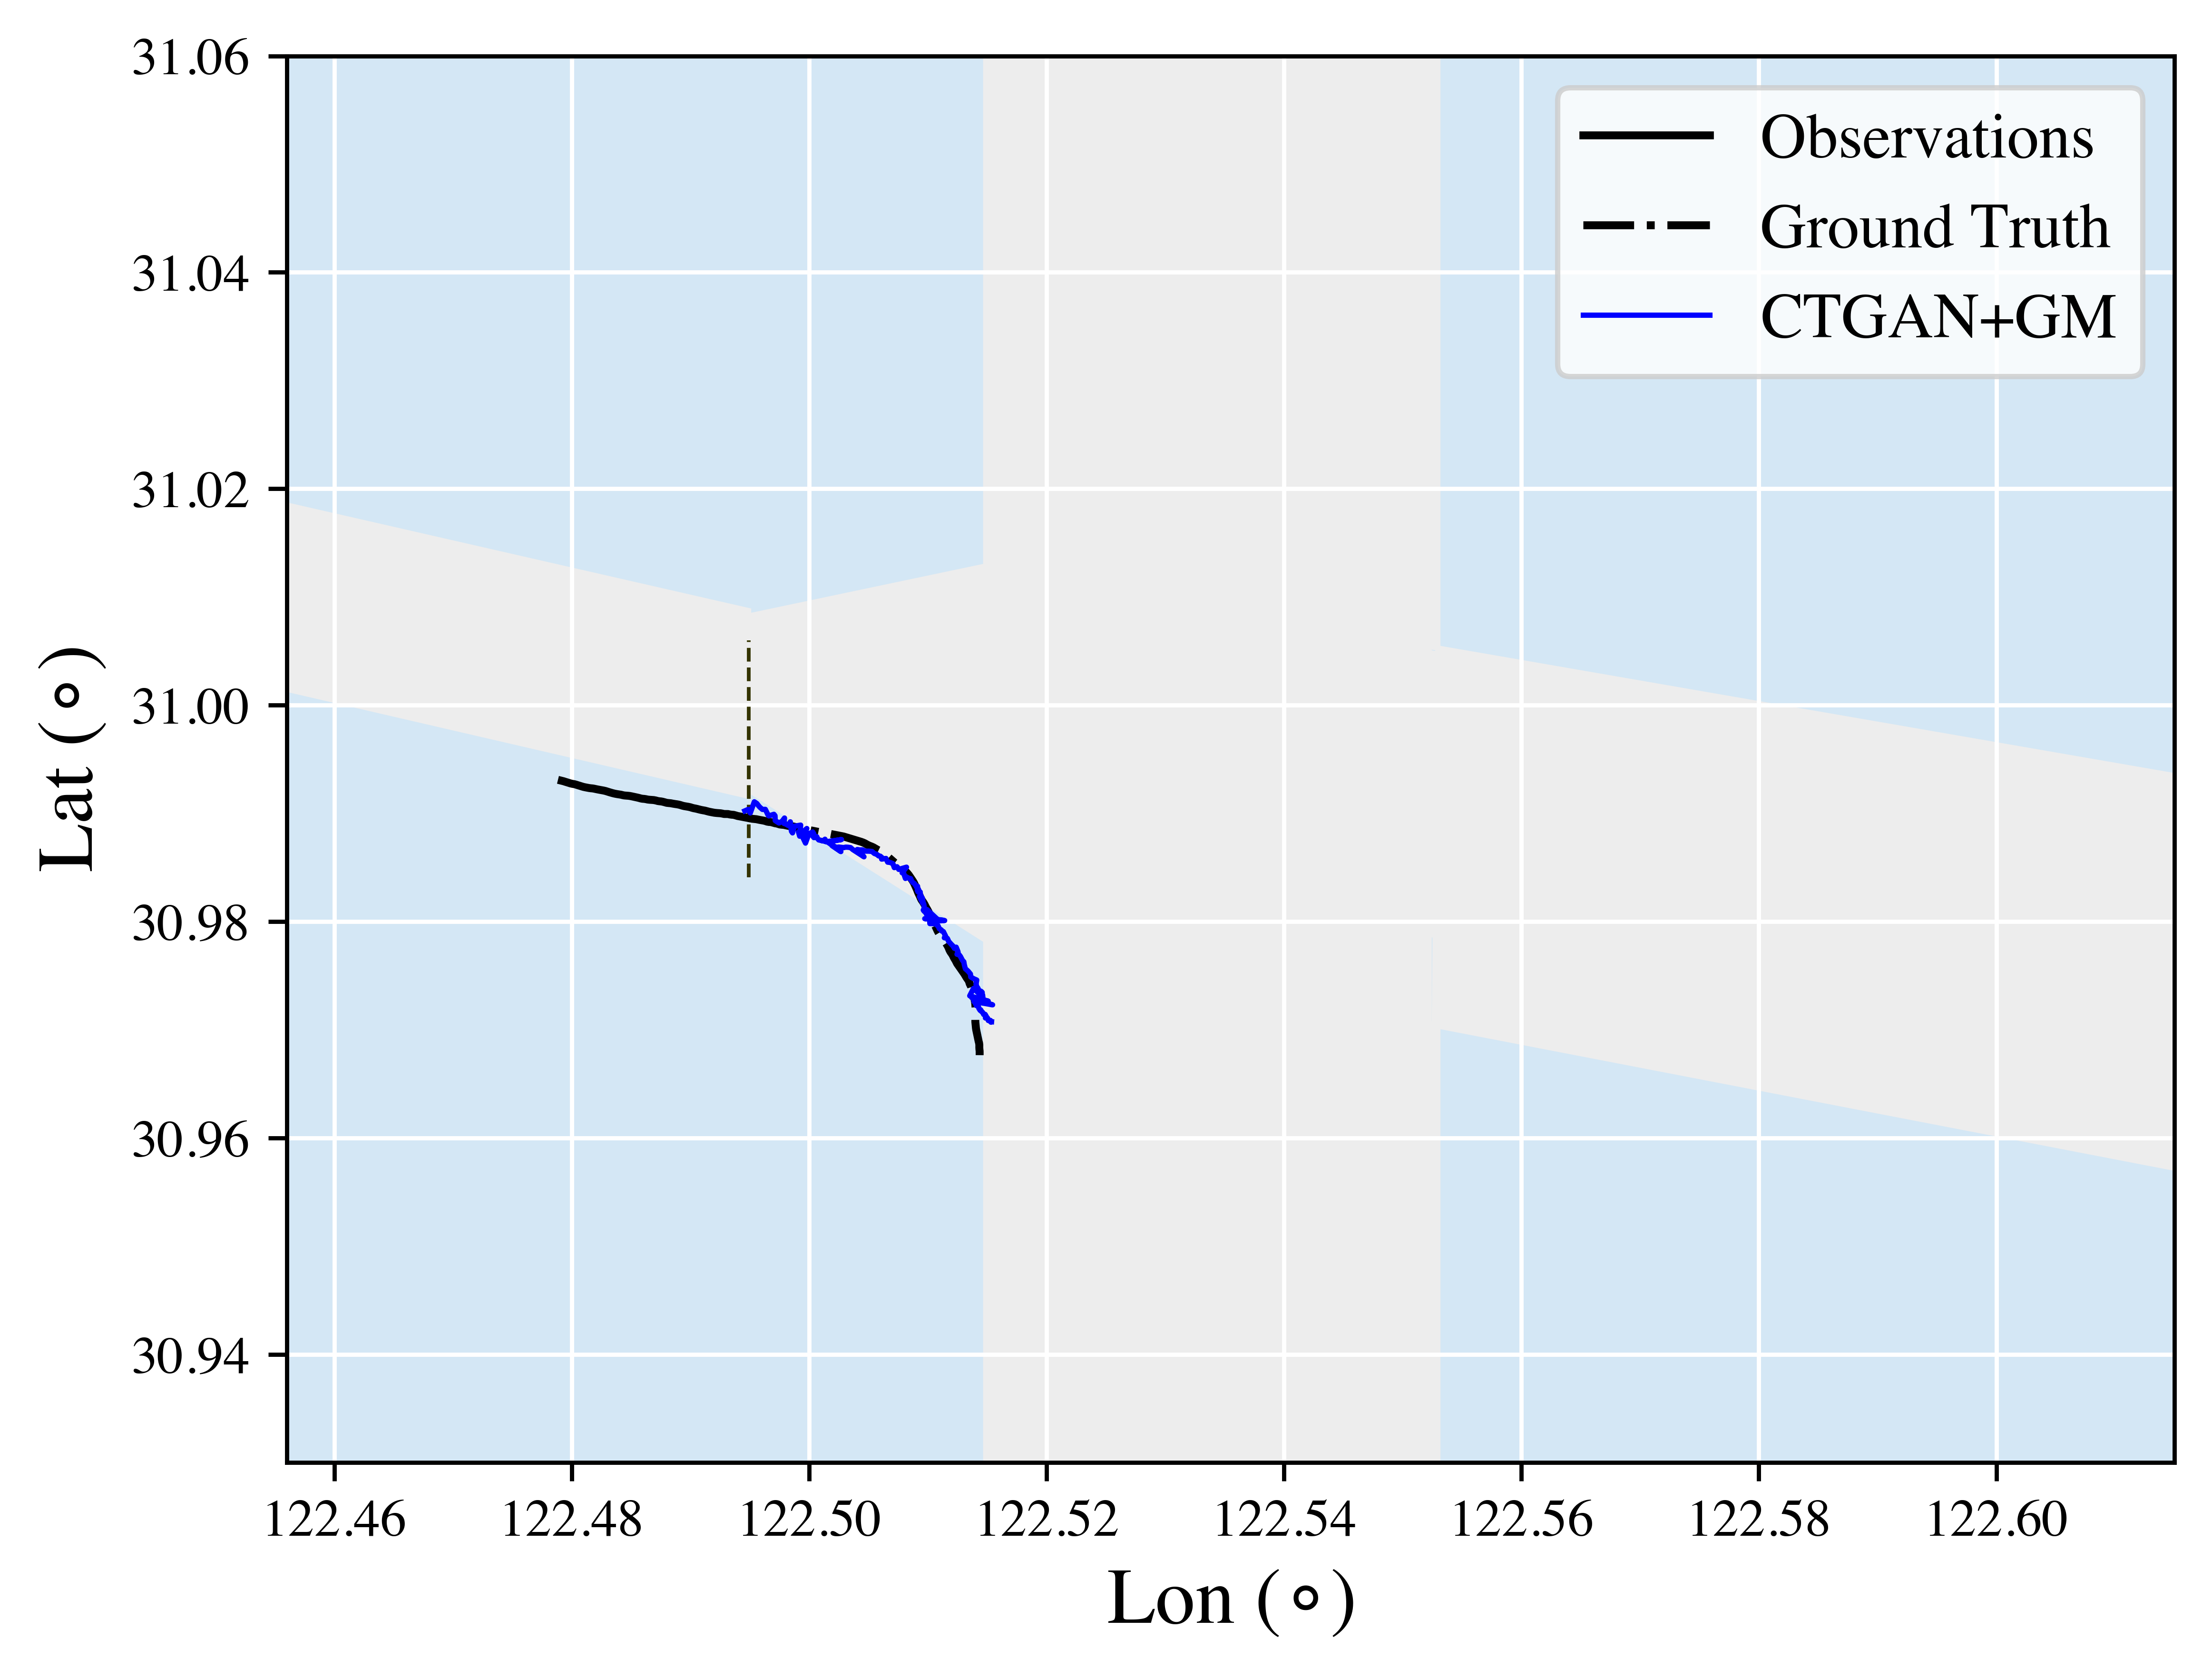 31.06
31.04
31.02
31.00
30.98
30.96
30.94
Lat (∘)
122.46 122.48 122.50 122.52 122.54 122.56 122.58 122.60
Lon (∘)
Observations
Ground Truth
CTGAN+GM